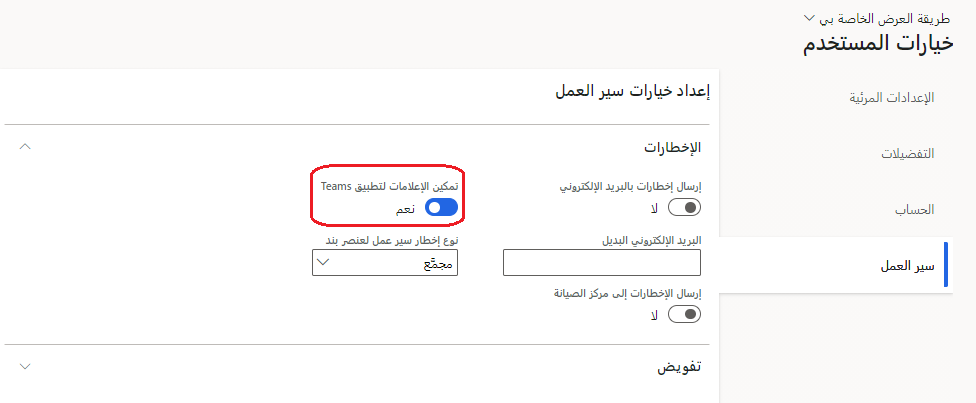 طريقة العرض الخاصة بي
خيارات المستخدم
الإعدادات المرئية
التفضيلات
الحساب
سير العمل
إعداد خيارات سير العمل
الإخطارات
إرسال إخطارات بالبريد الإلكتروني
لا
البريد الإلكتروني البديل
إرسال الإخطارات إلى مركز الصيانة
لا
تمكين الإعلامات لتطبيق Teams
نعم
نوع إخطار سير عمل لعنصر بند
مجمَّع
تفويض